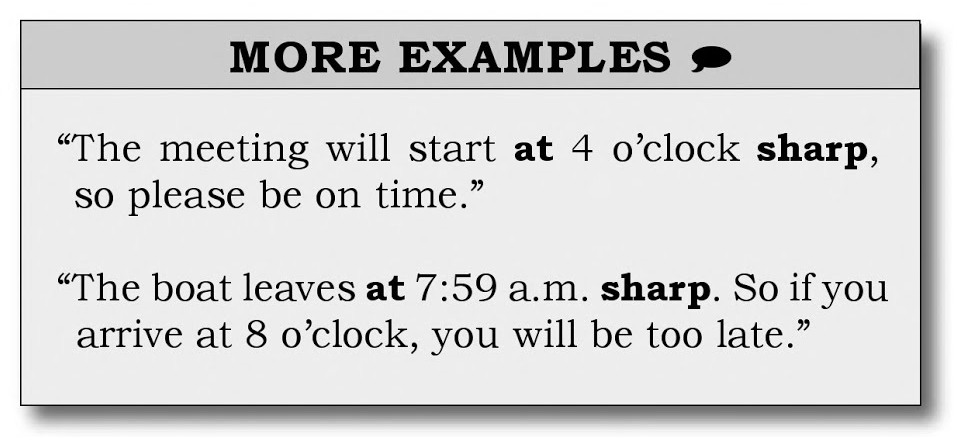 MORE EXAMPLES
“The meeting will start at 4 o’clock sharp,
so please be on time.”
“The boat leaves at 7:59 a.m. sharp. So if you
arrive at 8 o’clock, you will be too late.”